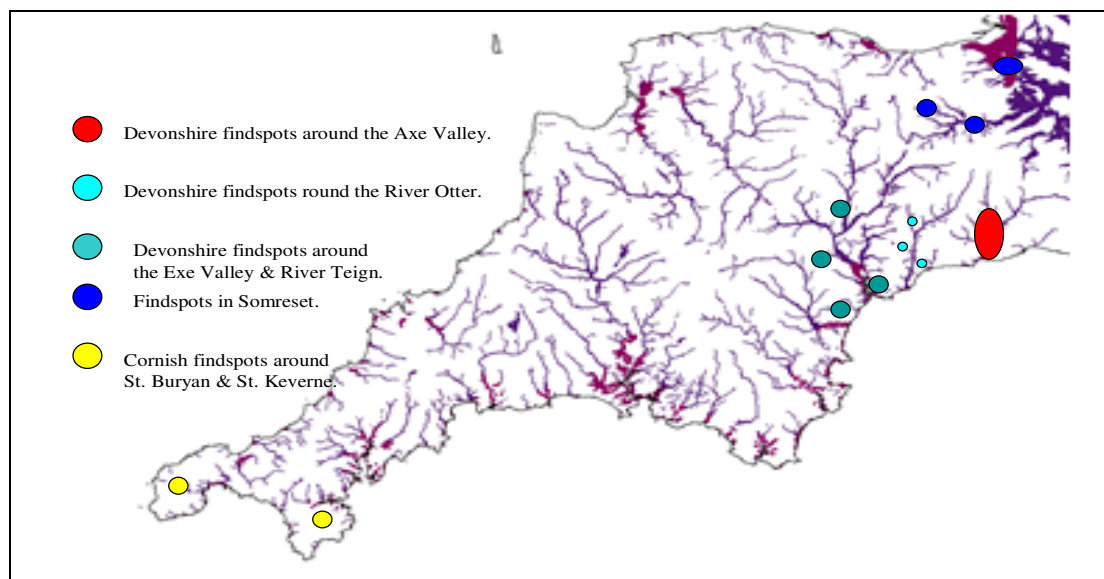 Devonshire findspots around the Axe Valley.
Devonshire findspots round the River Otter.
Devonshire findspots around
the Exe Valley & River Teign.
Findspots in Somreset.
Cornish findspots around
St. Buryan & St. Keverne.